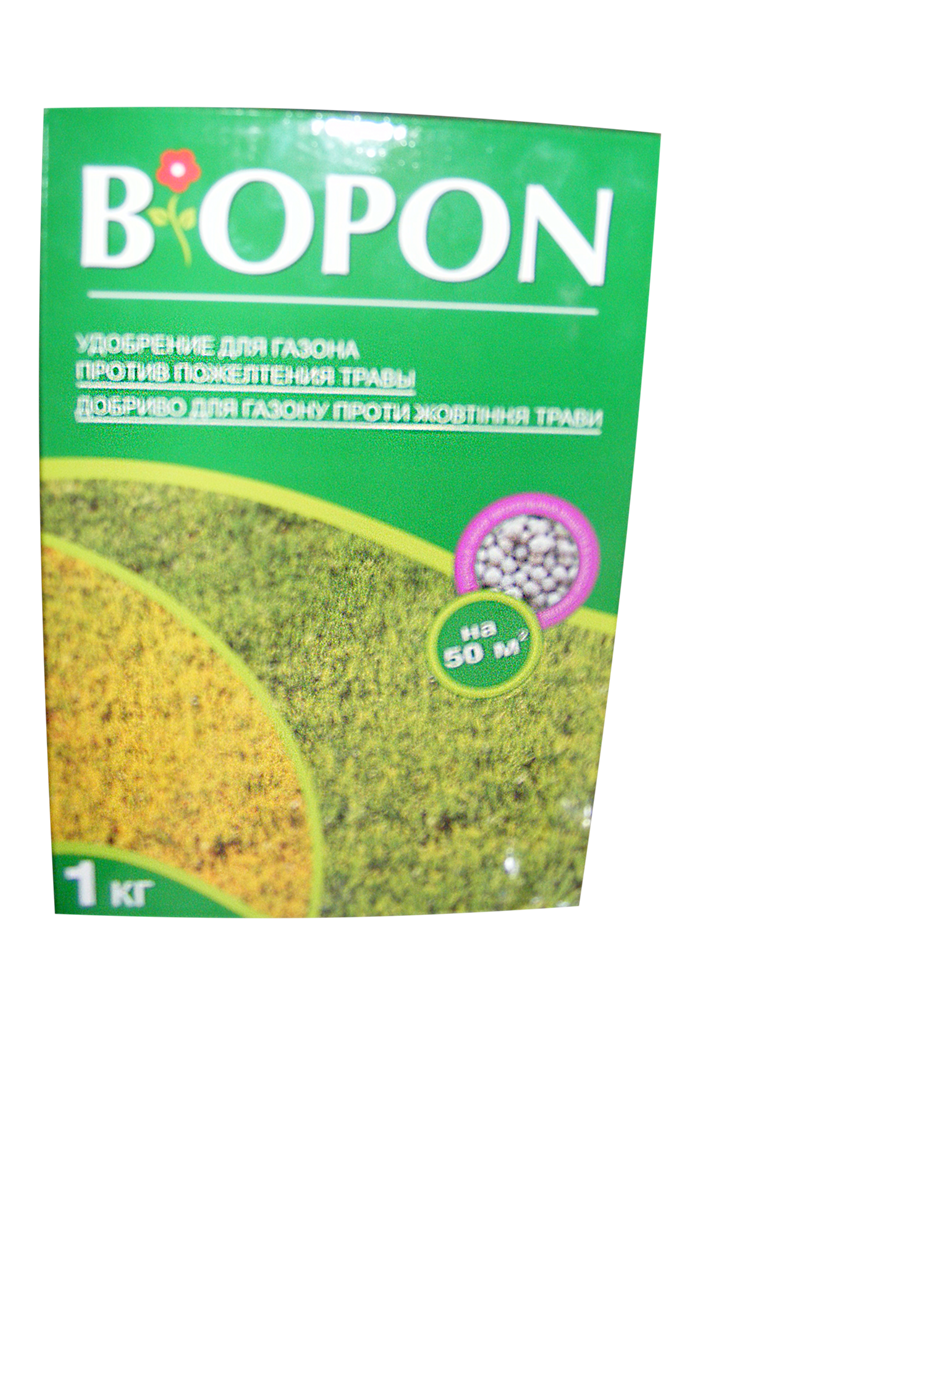 BIOPON
УДОБРЕНИЕ ДЛЯ ГАЗОНА
ПРОТИВ ПОЖЕЛТЕНИЯ ТРАВЫ
ДОБРИВО ДЛЯ ГАЗОНУ ПРОТИ ЖОВТІННЯ ТРАВИ
на
50 м²
1 кг